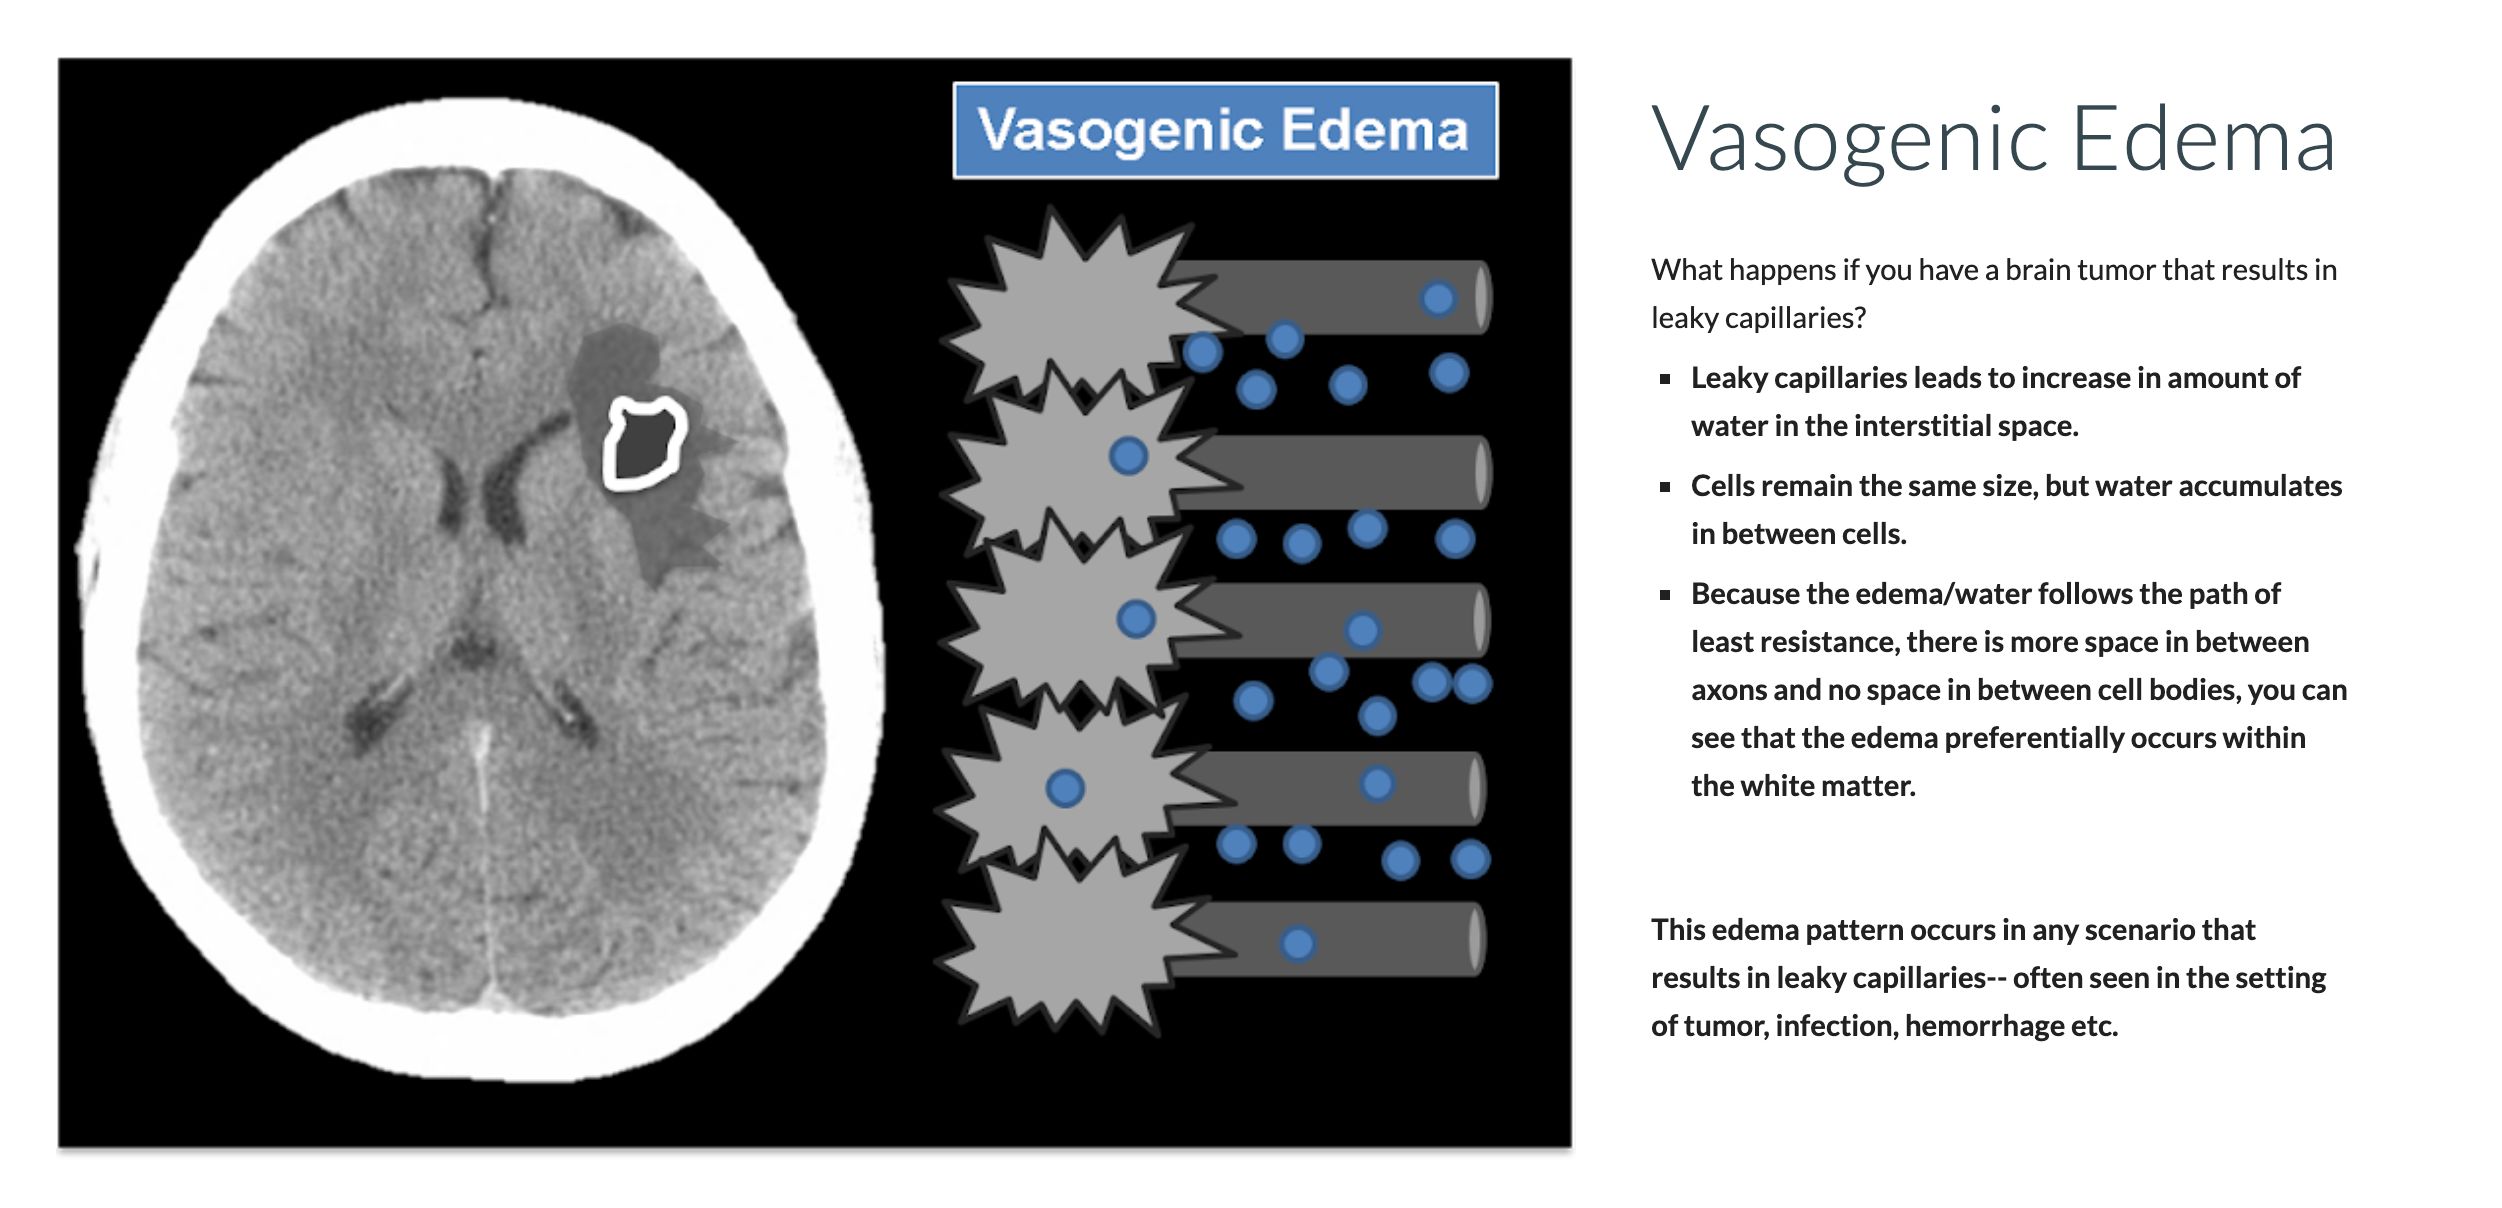 Vasogenic Edema
Vasogenic Edema
What happens if you have a brain tumor that results in
leaky capillaries?
▪ Leaky capillaries leads to increase in amount of
water in the interstitial space.
▪ Cells remain the same size, but water accumulates
in between cells.
▪ Because the edema/water follows the path of
least resistance, there is more space in between
axons and no space in between cell bodies, you can
see that the edema preferentially occurs within
the white matter.
This edema pattern occurs in any scenario that
results in leaky capillaries-- often seen in the setting
of tumor, infection, hemorrhage etc.